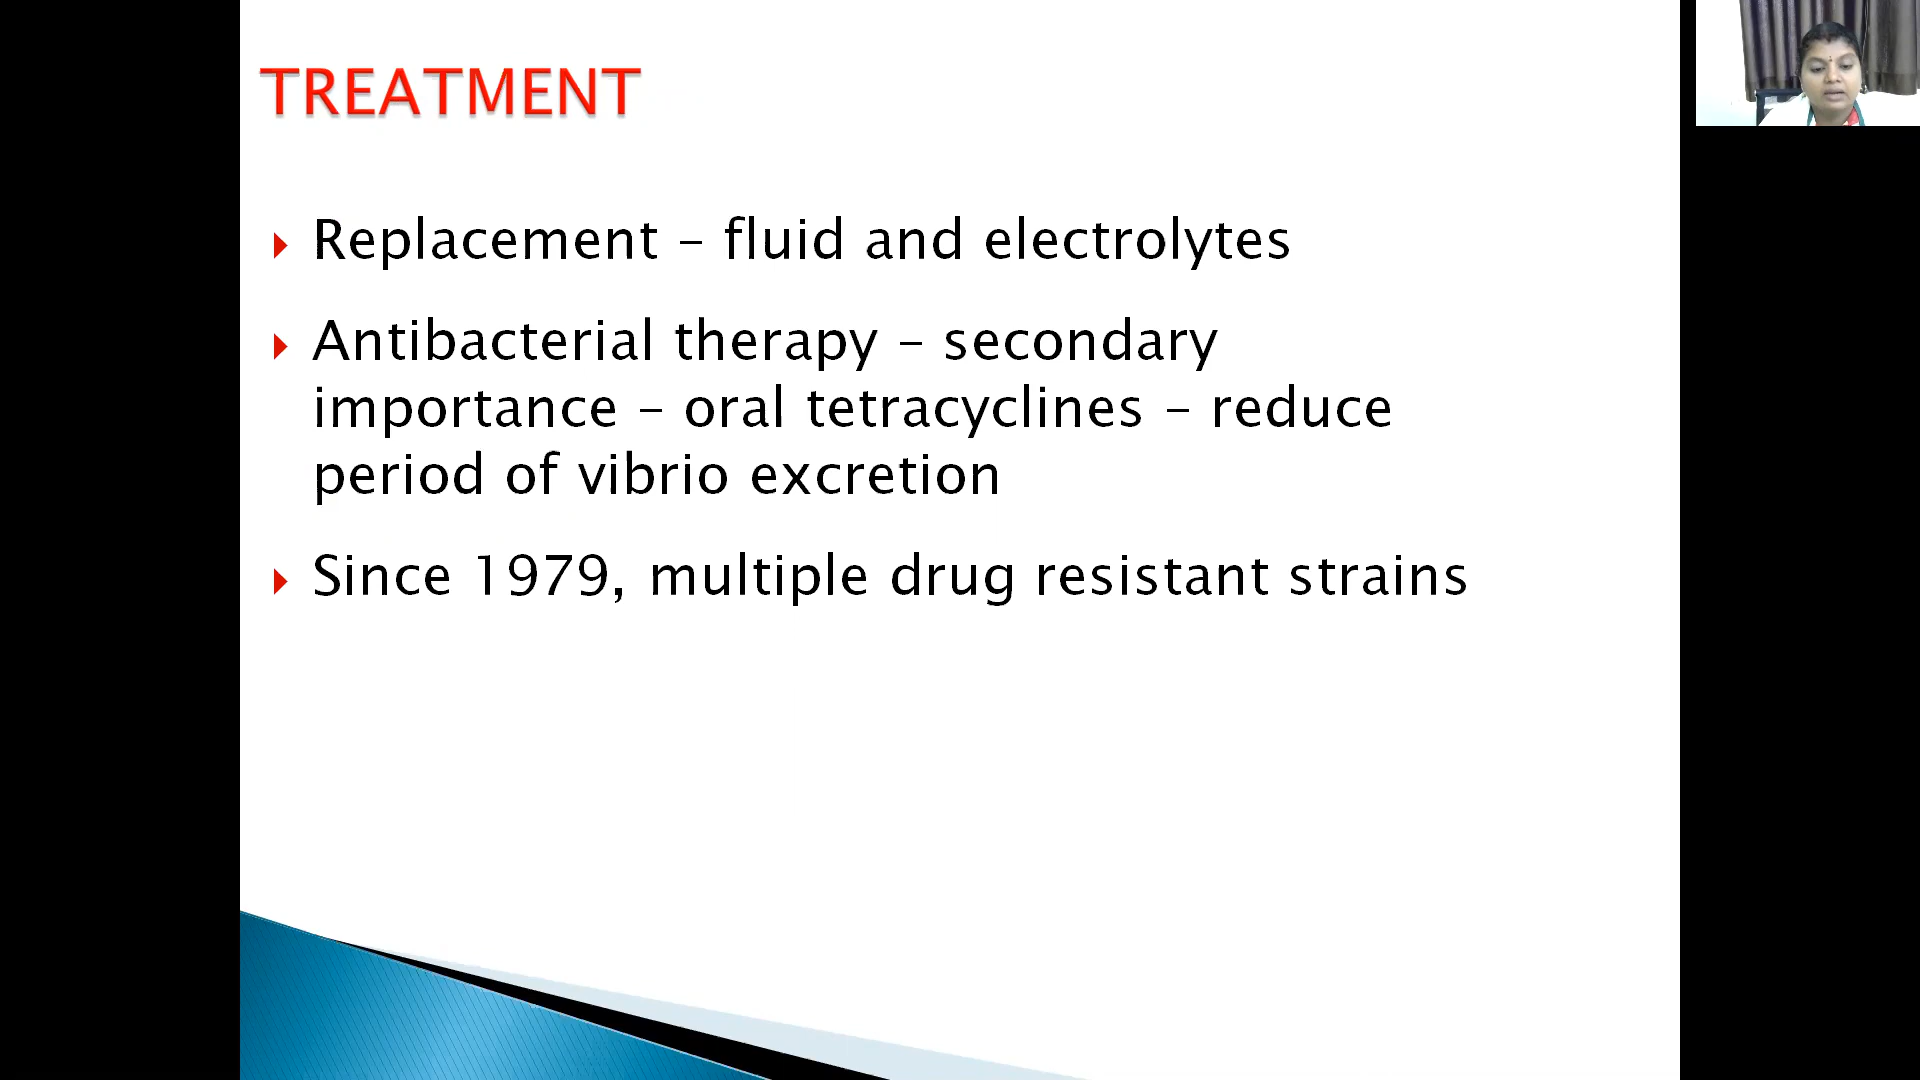 TREATMENT
Replacement – fluid and electrolytes
Antibacterial therapy – secondary
importance – oral tetracyclines – reduce
period of vibrio excretion
Since 1979, multiple drug resistant strains